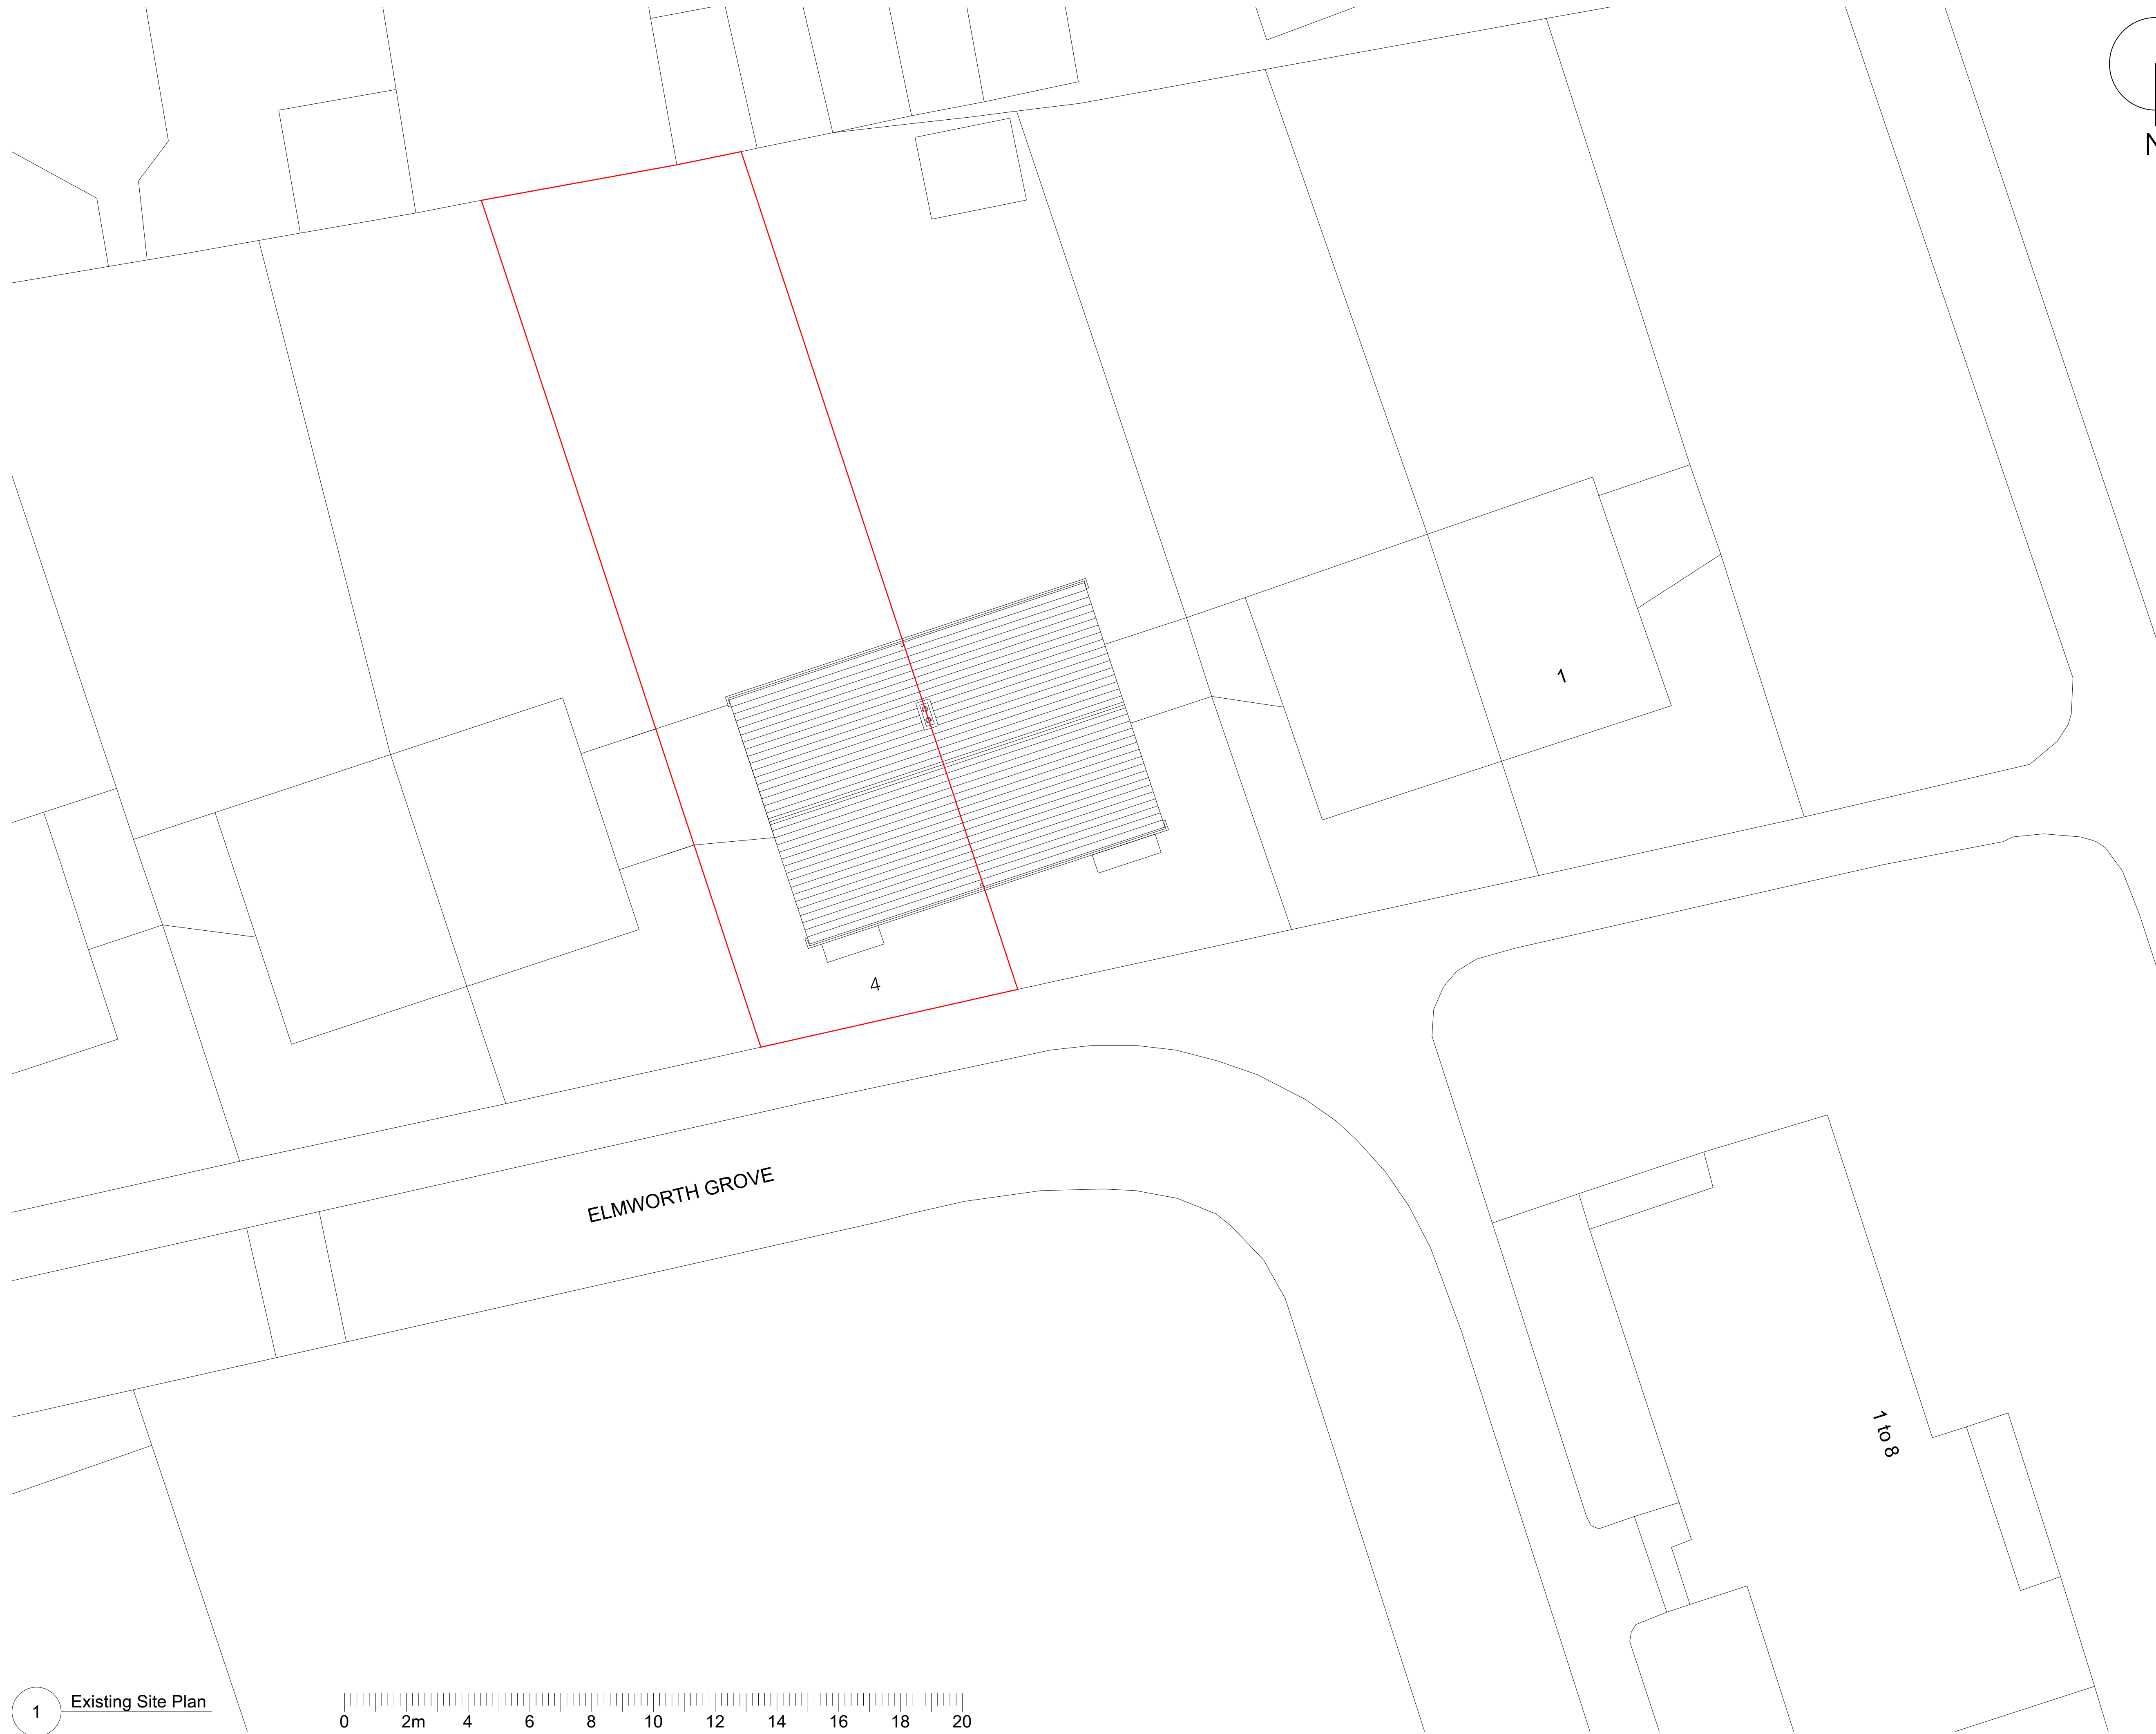 N
1
4
ELMWORTH GROVE
1 to 8
1 Existing Site Plan
0 2m 4 6 8 10 12 14 16 18 20